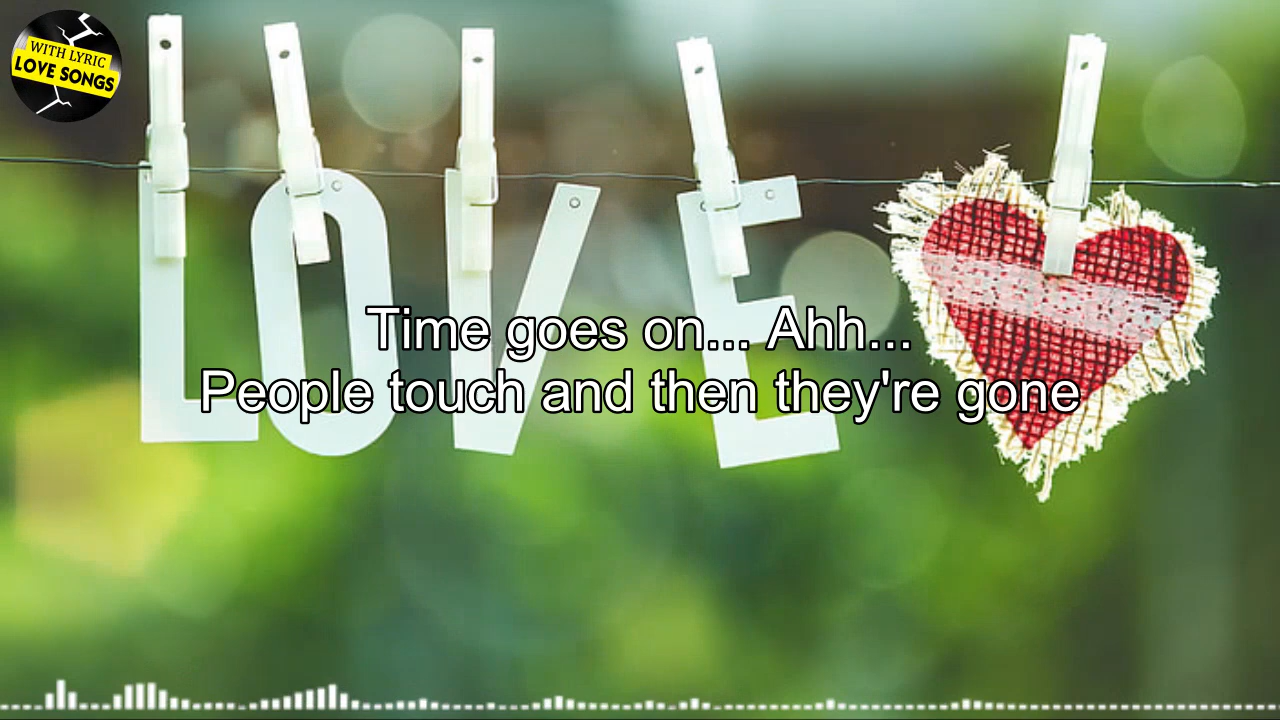 WITH LYRIC
LOVE SONGS
LOVE
Time goes on... Ahh...
People touch and then they're gone